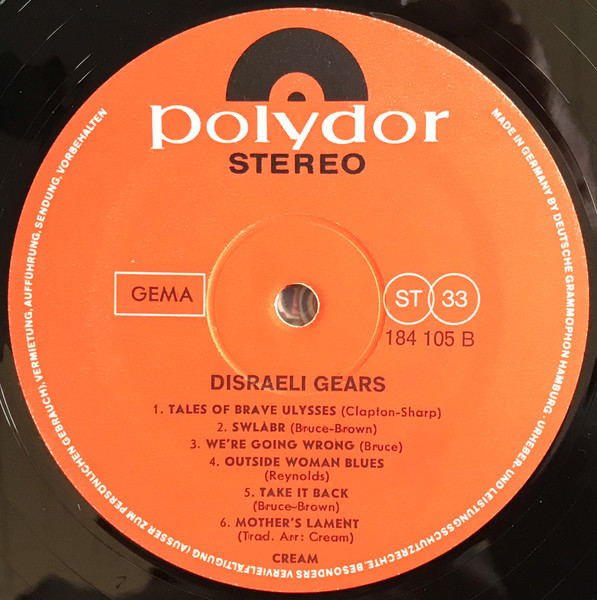 polydor
STEREO
GEMA
ST 33
184 105 B
DISRAELI GEARS
1. TALES OF BRAVE ULYSSES (Clapton-Sharp)
2. SWLABR (Bruce-Brown)
3. WE'RE GOING WRONG (Bruce)
4. OUTSIDE WOMAN BLUES
(Reynolds)
5. TAKE IT BACK
(Bruce-Brown)
6. MOTHER'S LAMENT
(Trad. Arr: Cream)
CREAM
MADE IN GERMANY BY DEUTSCHE GRAMMOPHON HAMBURG · URHEBER- UND LEISTUNGSSCHUTZRECHTE, BESONDERS VERVIELFÄLTIGUNG (AUSSER ZUM PERSÖNLICHEN GEBRAUCH), VERMIETUNG, AUFFÜHRUNG, SENDUNG, VORBEHALTEN